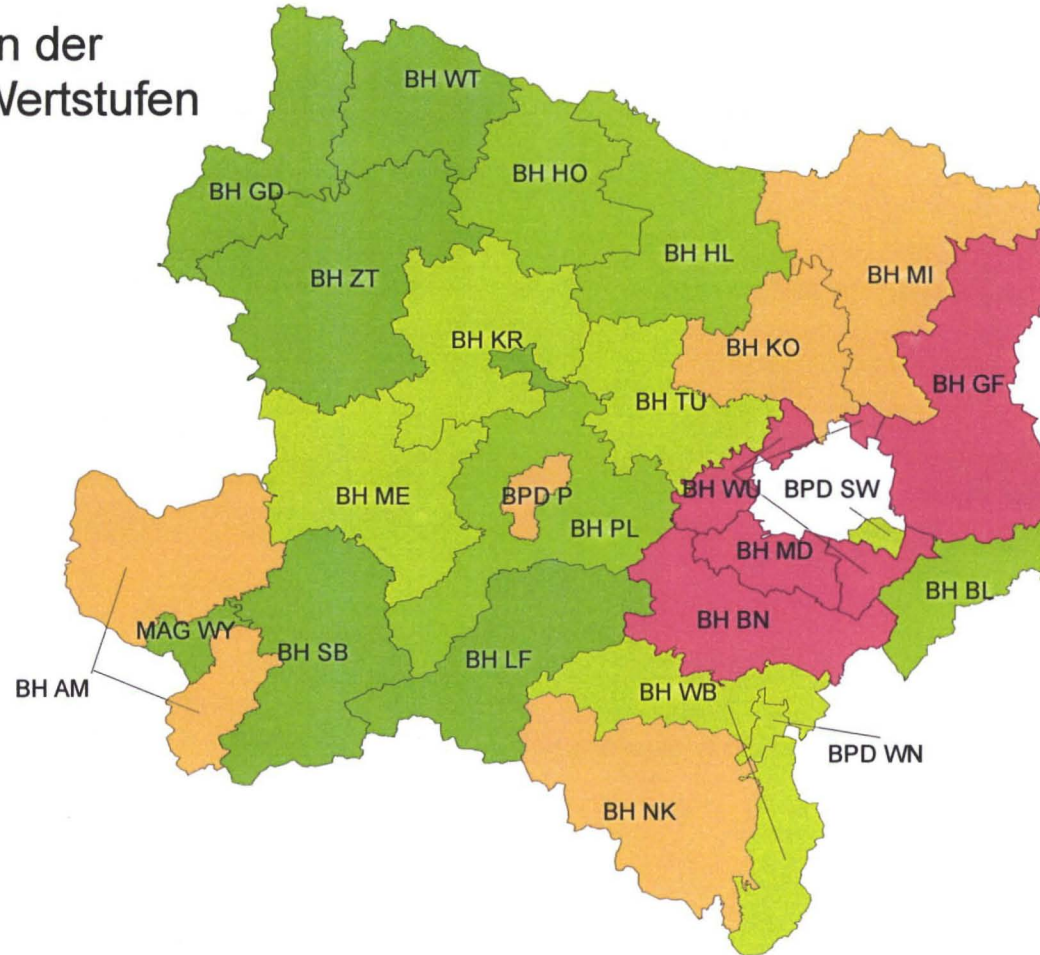 n der
Wertstufen
BH WT
BH HO
BH GD
BH HL
BH ZT
BH MI
BH KR
BH KO
BH GF
BH TU
BH ME
BPD P
BH WU
BPD SW
BH PL
BH MD
BH BL
BH BN
MAG WY
BH SB
BH LF
BH AM
BH WB
BPD WN
BH NK